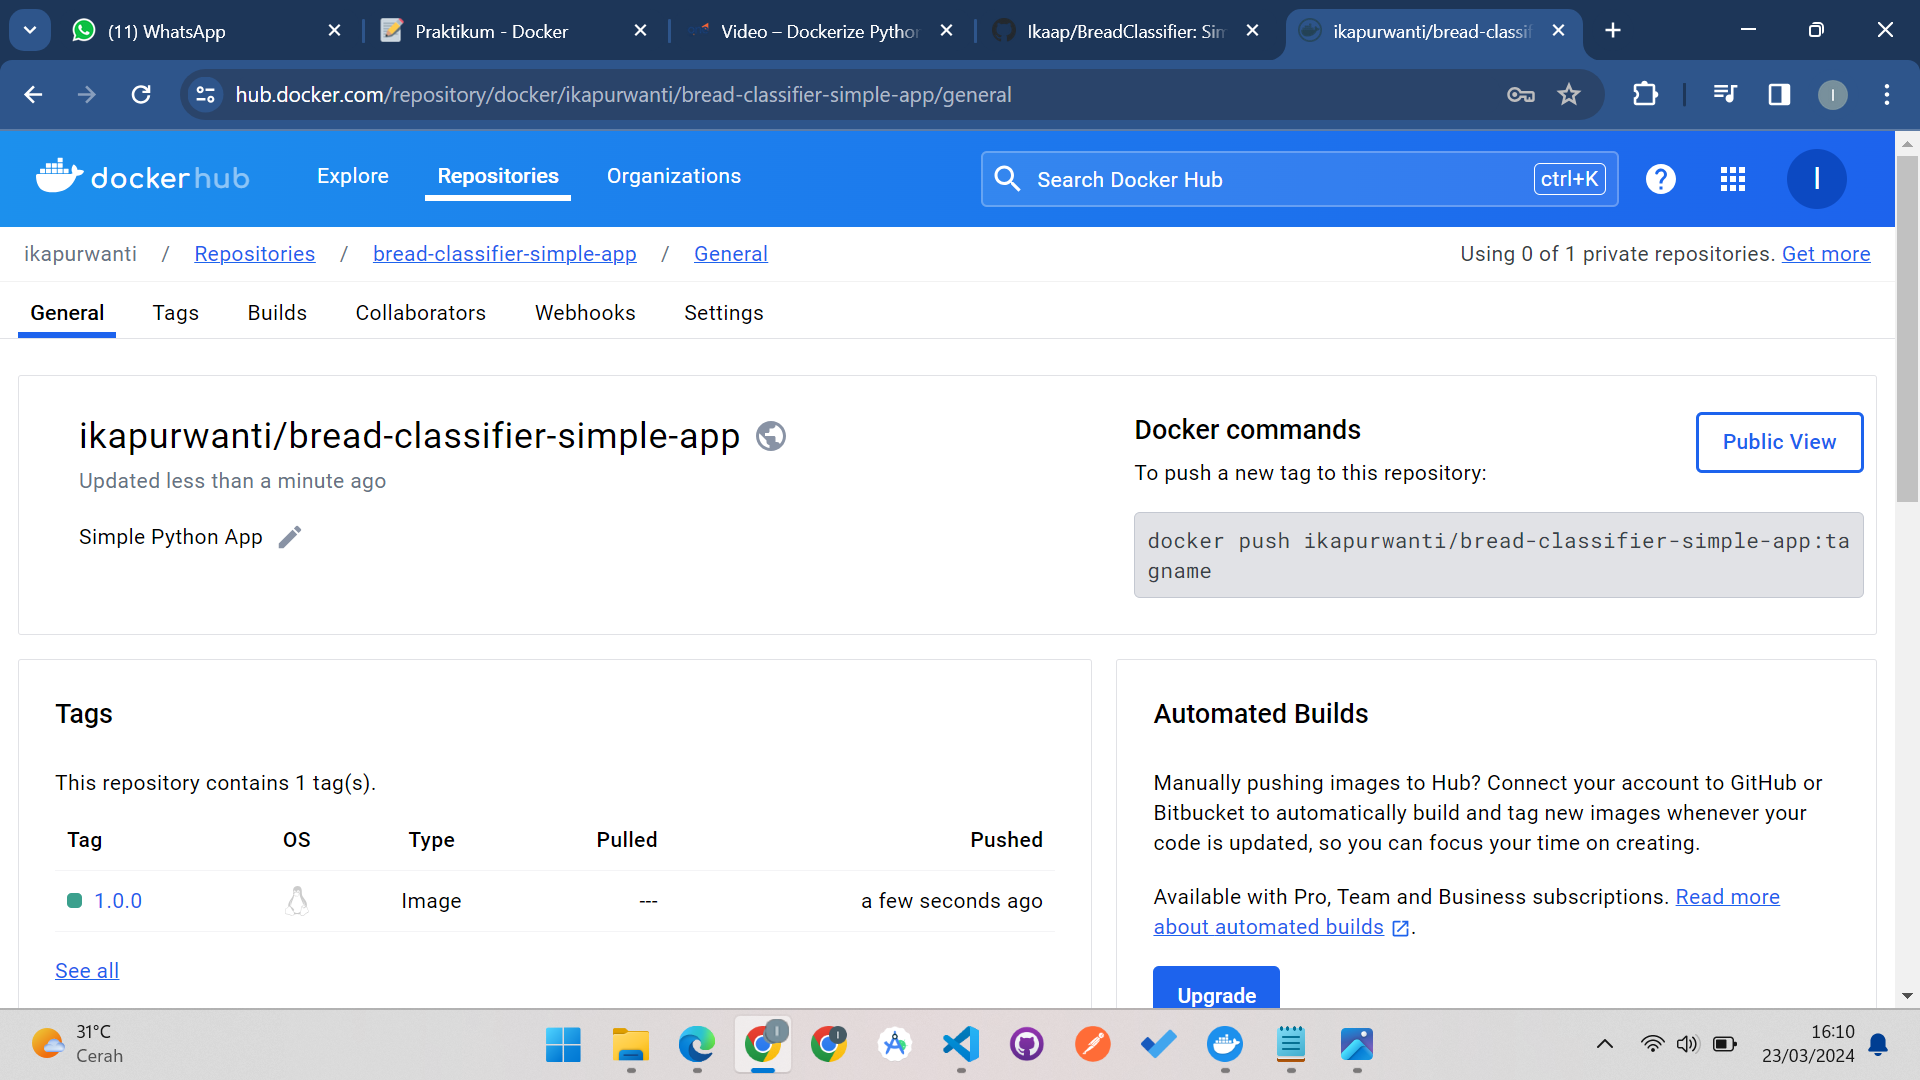 (11) WhatsApp
Praktikum - Docker
Video – Dockerize Pythor
Ikaap/BreadClassifier: Sim
ikapurwanti/bread-classif
hub.docker.com/repository/docker/ikapurwanti/bread-classifier-simple-app/general
I
dockerhub
Explore
Repositories
Organizations
Search Docker Hub
ctrl+K
?
I
ikapurwanti / Repositories / bread-classifier-simple-app / General
Using 0 of 1 private repositories. Get more
General
Tags
Builds
Collaborators
Webhooks
Settings
ikapurwanti/bread-classifier-simple-app
Updated less than a minute ago
Simple Python App
Docker commands
Public View
To push a new tag to this repository:
docker push ikapurwanti/bread-classifier-simple-app:ta
gname
Tags
This repository contains 1 tag(s).
Tag OS Type Pulled Pushed
1.0.0 Image --- a few seconds ago
See all
Automated Builds
Manually pushing images to Hub? Connect your account to GitHub or
Bitbucket to automatically build and tag new images whenever your
code is updated, so you can focus your time on creating.
Available with Pro, Team and Business subscriptions. Read more
about automated builds .
Upgrade
31°C
Cerah
I
I
16:10
23/03/2024